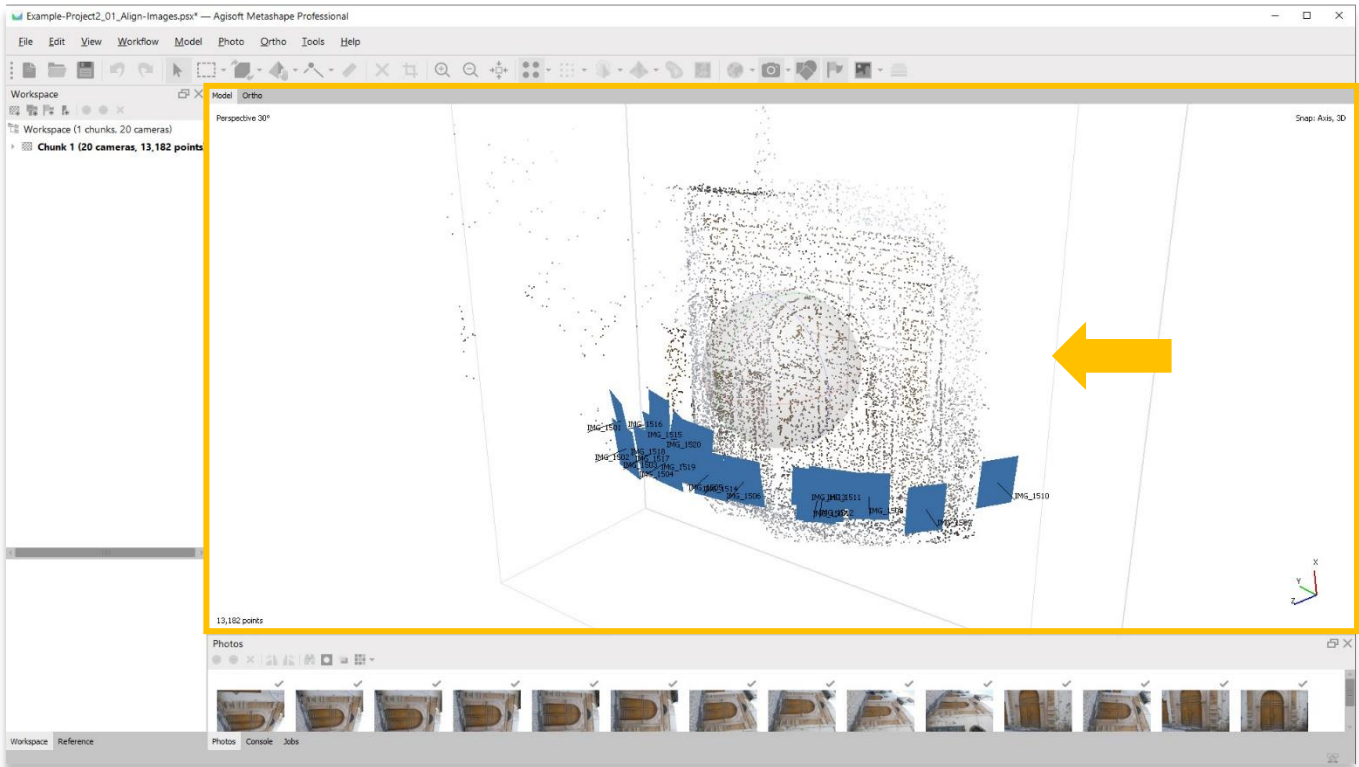 Example-Project2_01_Align-Images.psx* — Agisoft Metashape Professional
File Edit View Workflow Model Photo Ortho Tools Help
Workspace
Workspace (1 chunks, 20 cameras)
Chunk 1 (20 cameras, 13,182 points
Model Ortho
Perspective 30°
Snap: Axis, 3D
IMG_1501
IMG_1516
IMG_1515
IMG_1520
IMG_1502
IMG_1518
IMG_1517
IMG_1503
IMG_1519
IMG_1504
IMG_1506
IMG_1510
X
Y
Z
13,182 points
Photos
Workspace Reference
Photos Console Jobs